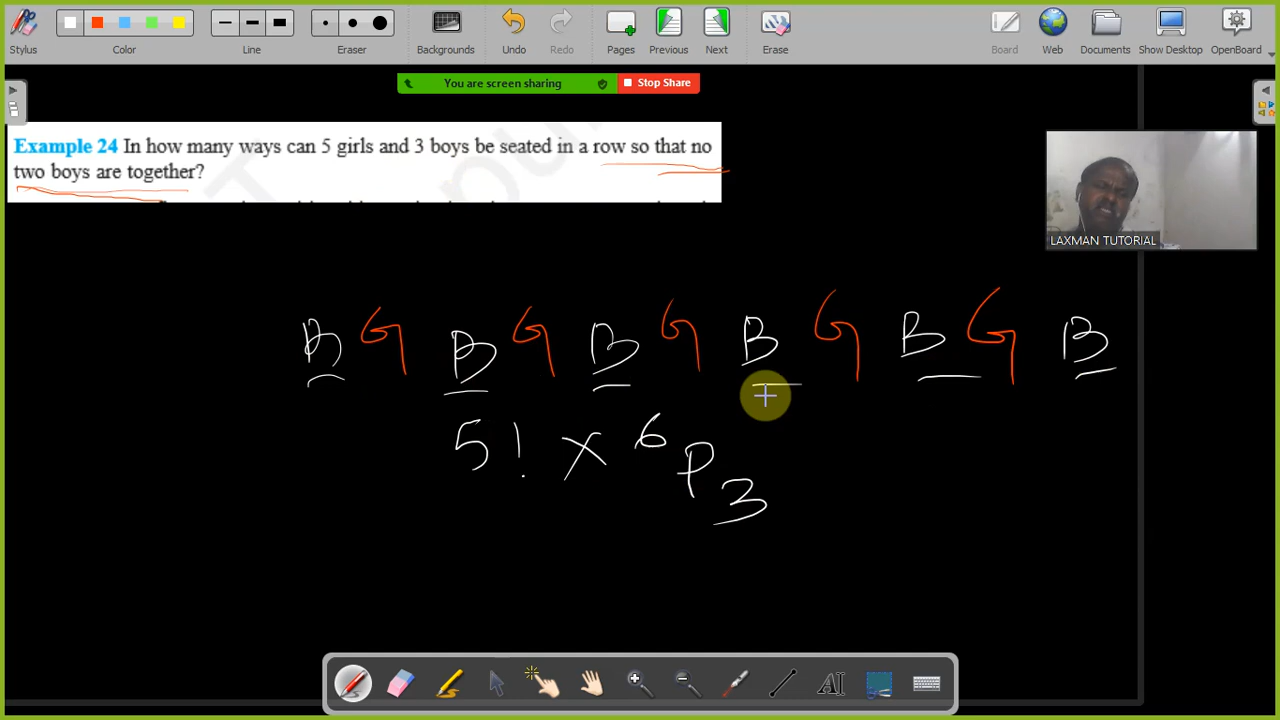 Stylus Color Line Eraser Backgrounds Undo Redo Pages Previous Next Erase Board Web Documents Show Desktop OpenBoard
You are screen sharing Stop Share
Example 24 In how many ways can 5 girls and 3 boys be seated in a row so that no
two boys are together?
LAXMAN TUTORIAL
B G B G B G B G B G B
5! × ⁶P₃